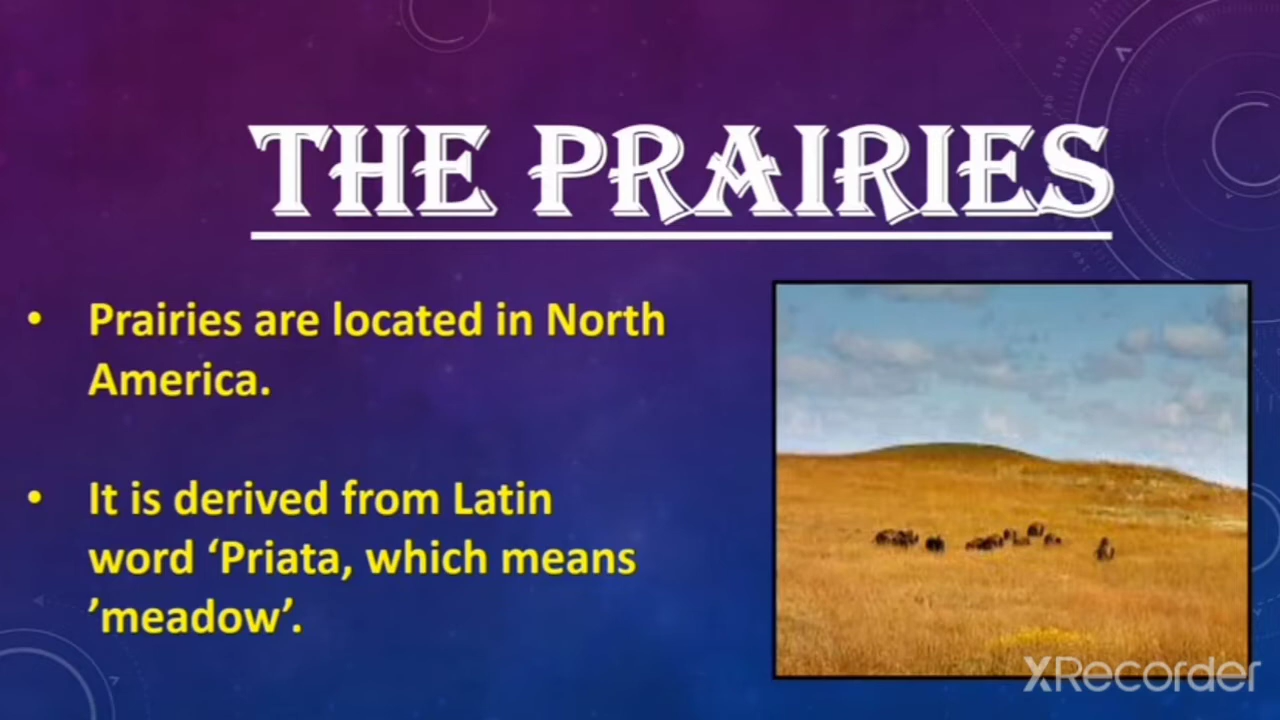 THE PRAIRIES
• Prairies are located in North
America.
• It is derived from Latin
word ‘Priata, which means
’meadow’.
XRecorder